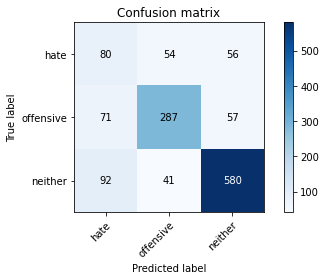 Confusion matrix
True label
hate 80 54 56
offensive 71 287 57
neither 92 41 580
hate offensive neither
Predicted label
500
400
300
200
100